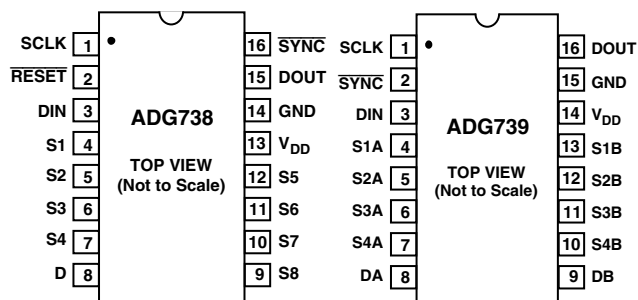 SCLK 1 16 SYNC
RESET 2 15 DOUT
DIN 3 14 GND
S1 4 13 VDD
S2 5 12 S5
S3 6 11 S6
S4 7 10 S7
D 8 9 S8
ADG738
TOP VIEW
(Not to Scale)
SCLK 1 16 DOUT
SYNC 2 15 GND
DIN 3 14 VDD
S1A 4 13 S1B
S2A 5 12 S2B
S3A 6 11 S3B
S4A 7 10 S4B
DA 8 9 DB
ADG739
TOP VIEW
(Not to Scale)